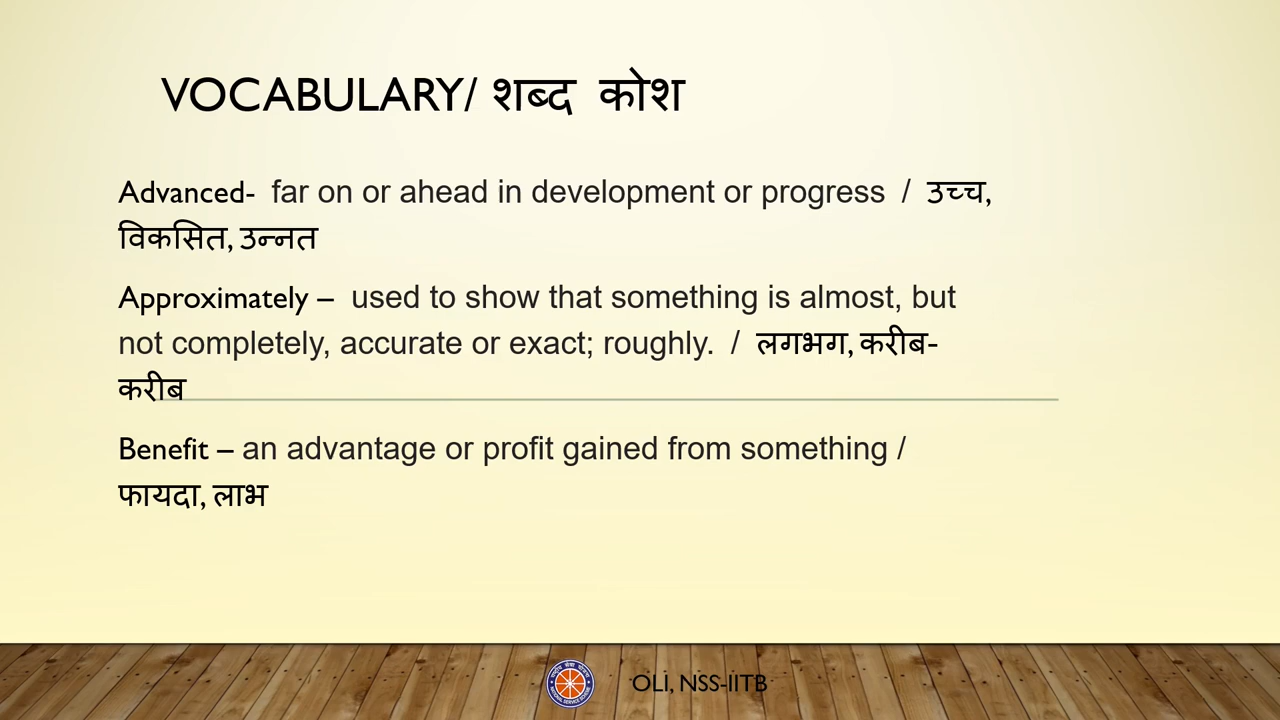 VOCABULARY/ शब्द कोश
Advanced- far on or ahead in development or progress / उच्च,
विकसित, उन्नत
Approximately – used to show that something is almost, but
not completely, accurate or exact; roughly. / लगभग, करीब-
करीब
Benefit – an advantage or profit gained from something /
फायदा, लाभ
OLI, NSS-IITB